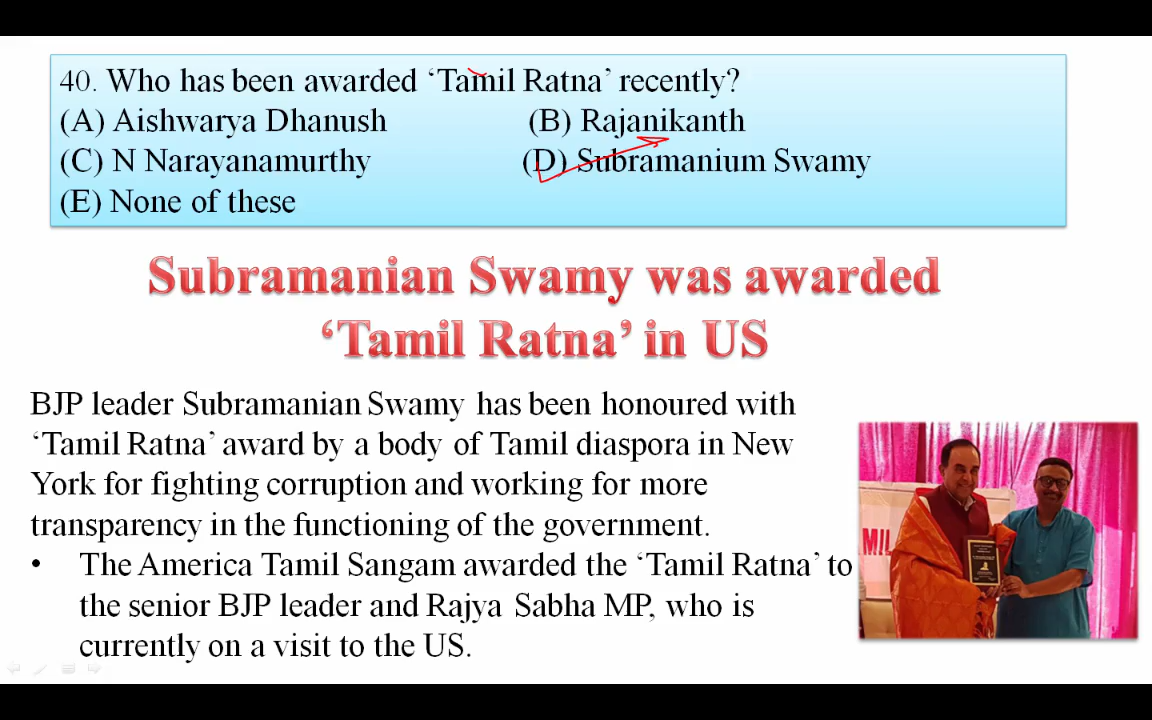 40. Who has been awarded ‘Tamil Ratna’ recently?
(A) Aishwarya Dhanush (B) Rajanikanth
(C) N Narayanamurthy (D) Subramanium Swamy
(E) None of these
Subramanian Swamy was awarded
‘Tamil Ratna’ in US
BJP leader Subramanian Swamy has been honoured with
‘Tamil Ratna’ award by a body of Tamil diaspora in New
York for fighting corruption and working for more
transparency in the functioning of the government.
• The America Tamil Sangam awarded the ‘Tamil Ratna’ to
the senior BJP leader and Rajya Sabha MP, who is
currently on a visit to the US.